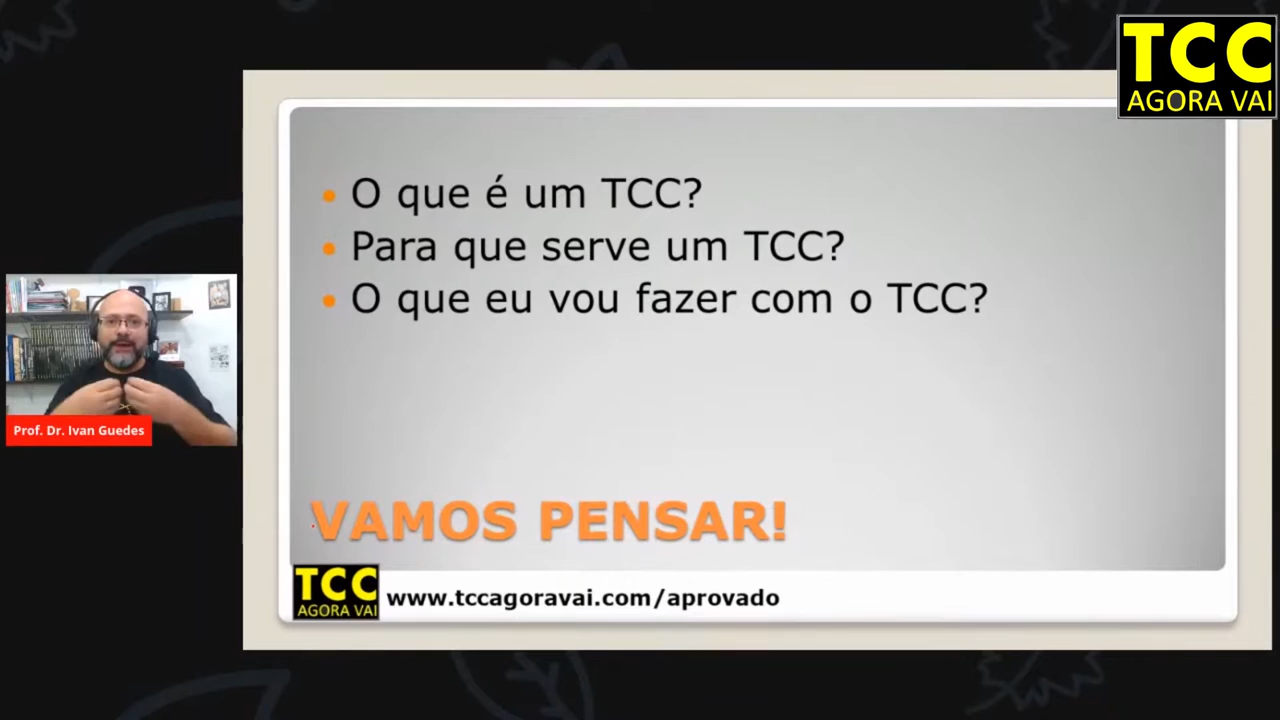 TCC
AGORA VAI
O que é um TCC?
Para que serve um TCC?
O que eu vou fazer com o TCC?
Prof. Dr. Ivan Guedes
VAMOS PENSAR!
TCC
AGORA VAI
www.tccagoravai.com/aprovado